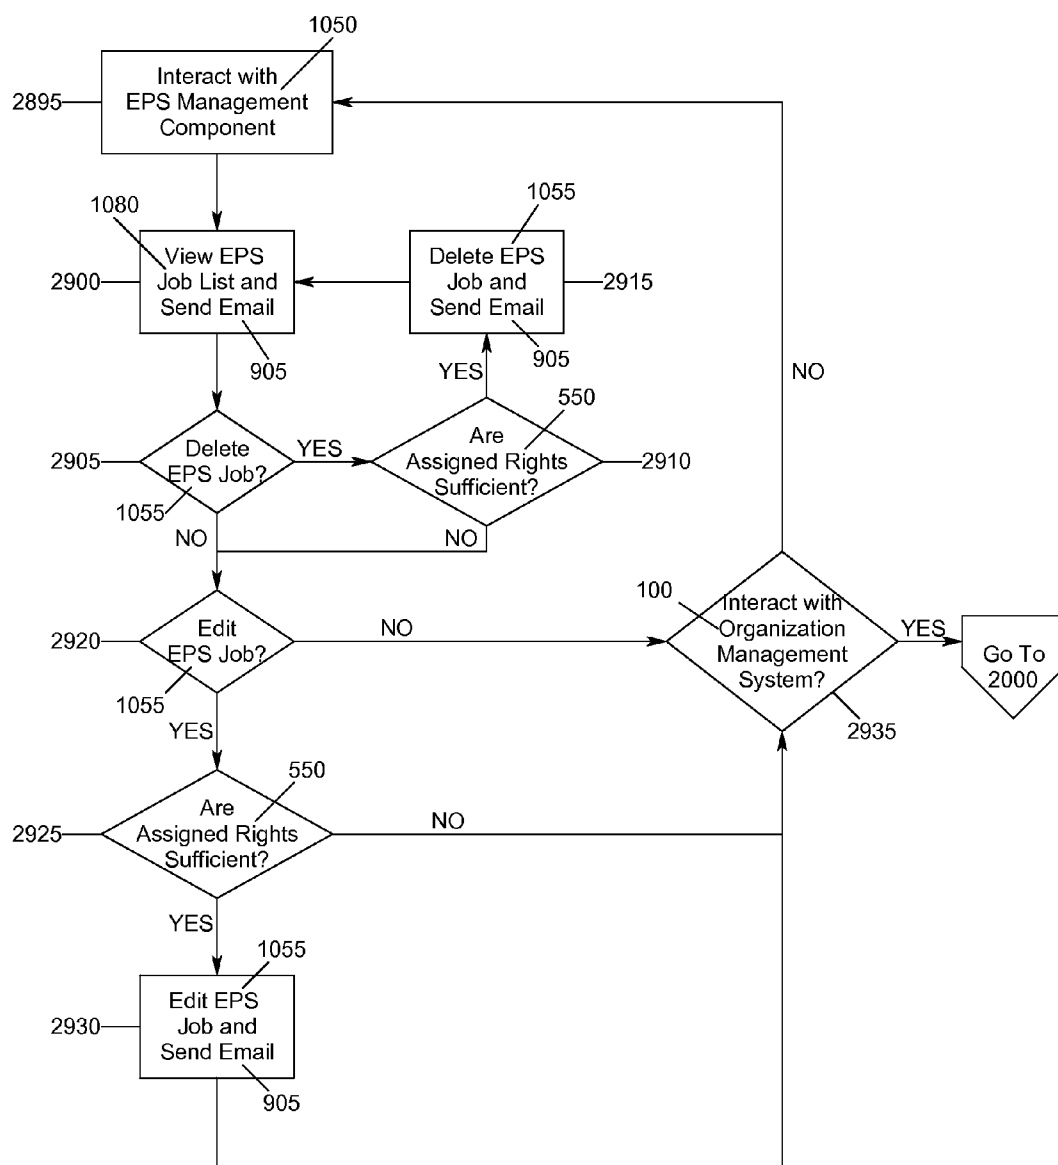 1050
Interact with
EPS Management
Component
2895
1080
1055
View EPS
Job List and
Send Email
2900
Delete EPS
Job and
Send Email
2915
905
905
YES
NO
550
Delete
EPS Job?
2905
YES
Are
Assigned Rights
Sufficient?
2910
1055
NO
NO
100
Interact with
Organization
Management
System?
YES
Go To
2000
2935
Edit
EPS Job?
2920
NO
1055
YES
550
Are
Assigned Rights
Sufficient?
2925
NO
YES
1055
Edit EPS
Job and
Send Email
2930
905